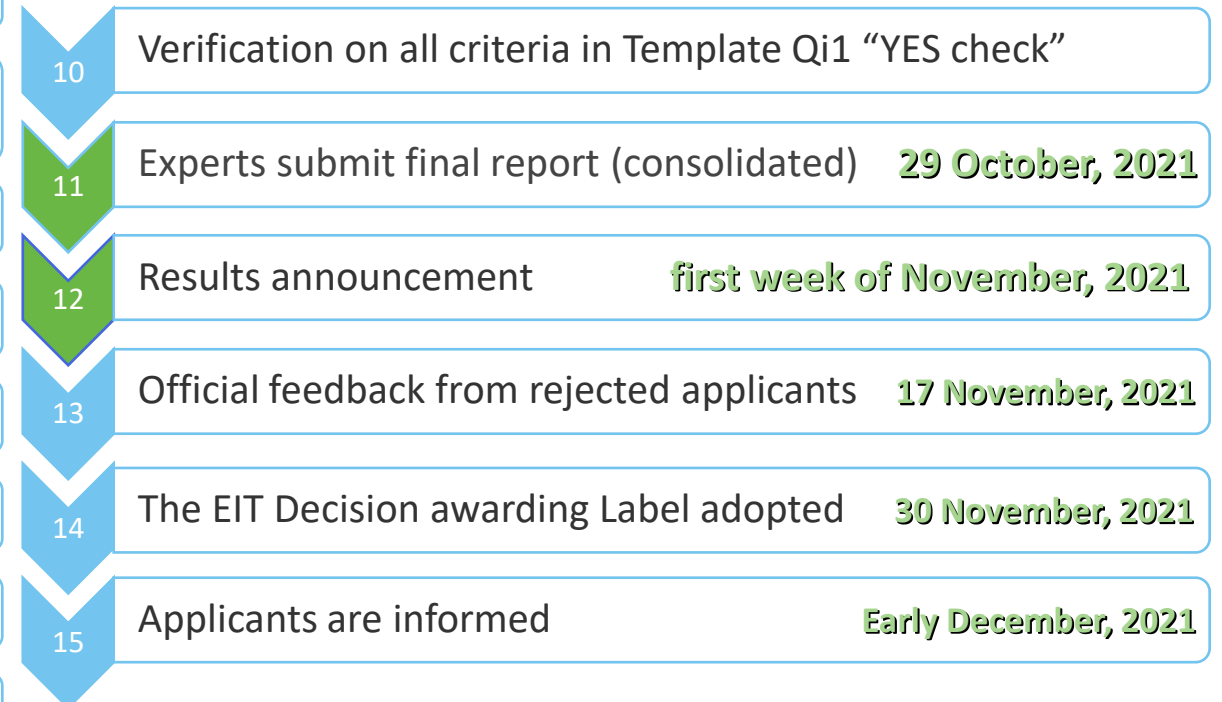 10 Verification on all criteria in Template Qi1 “YES check”
11 Experts submit final report (consolidated) 29 October, 2021
12 Results announcement first week of November, 2021
13 Official feedback from rejected applicants 17 November, 2021
14 The EIT Decision awarding Label adopted 30 November, 2021
15 Applicants are informed Early December, 2021